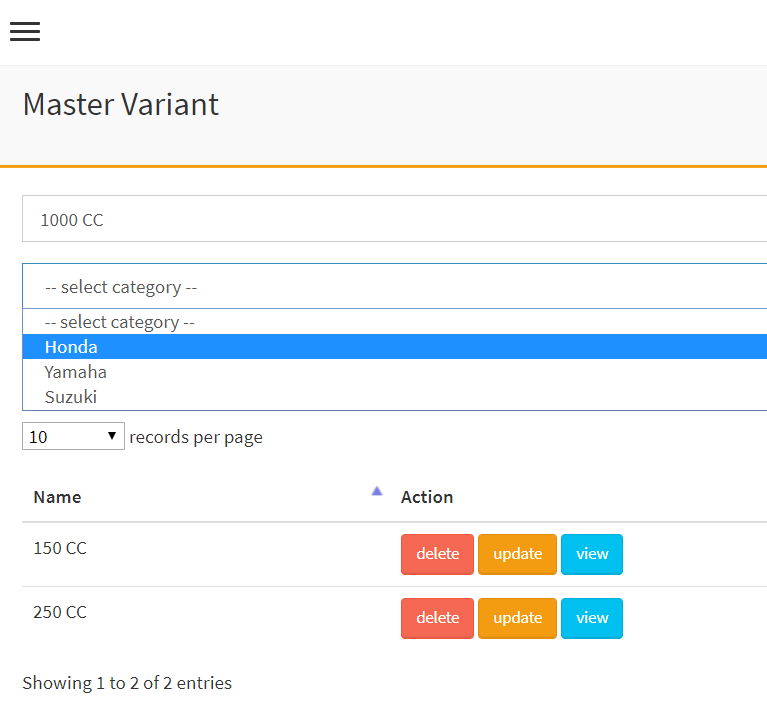 Master Variant
1000 CC
-- select category --
-- select category --
Honda
Yamaha
Suzuki
10 records per page
Name Action
150 CC delete update view
250 CC delete update view
Showing 1 to 2 of 2 entries